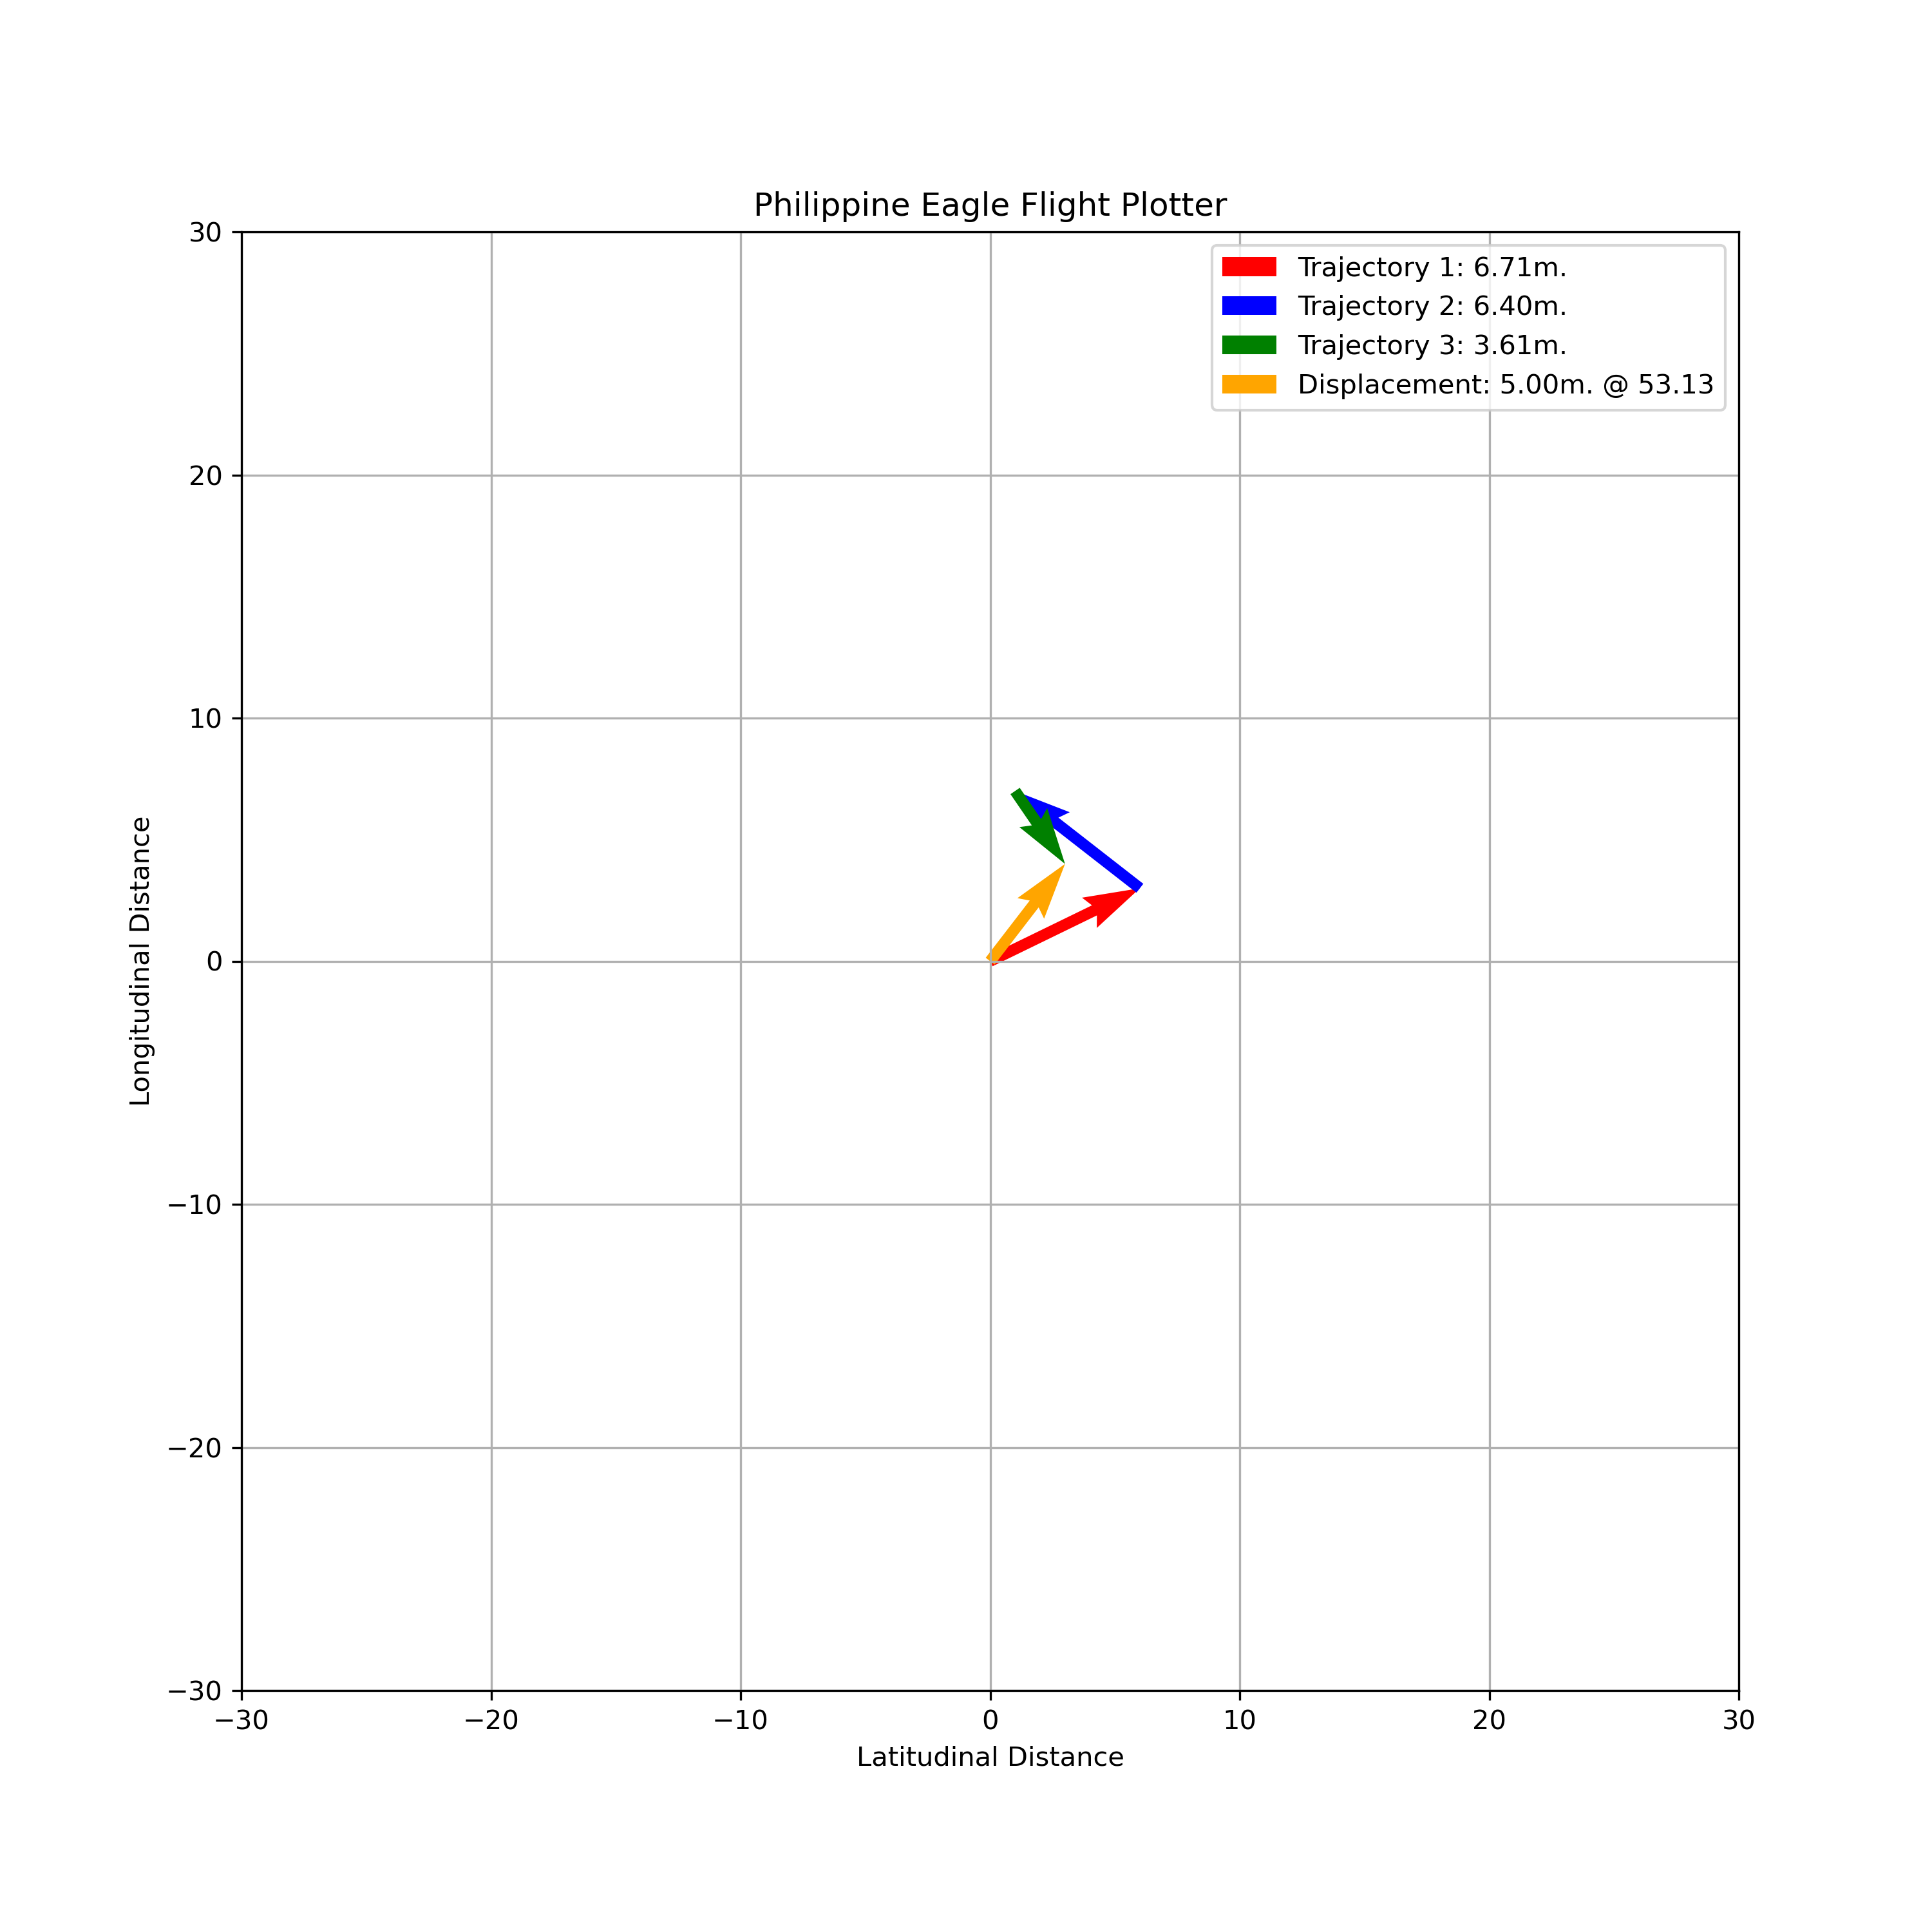 Philippine Eagle Flight Plotter
Trajectory 1: 6.71m.
Trajectory 2: 6.40m.
Trajectory 3: 3.61m.
Displacement: 5.00m. @ 53.13
30
20
10
0
−10
−20
−30
Longitudinal Distance
−30 −20 −10 0 10 20 30
Latitudinal Distance